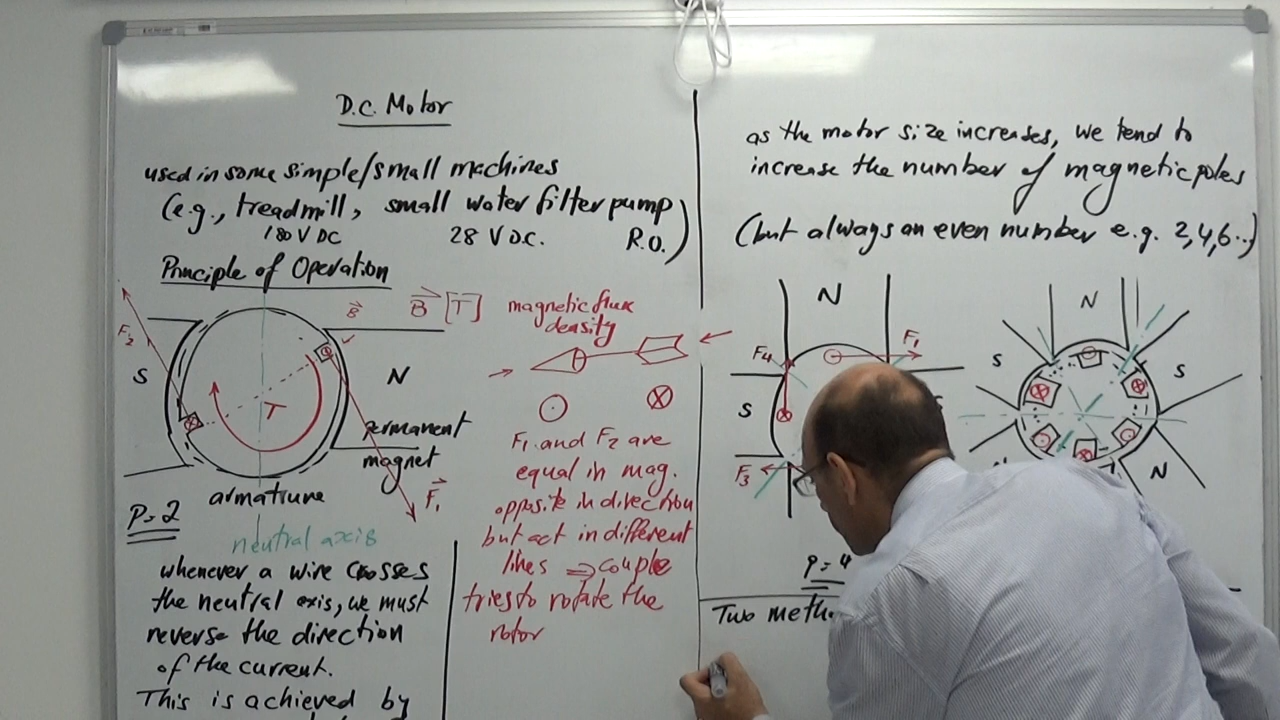 D.C. Motor
used in some simple/small machines
(e.g., treadmill, small water filter pump)
180 V DC 28 V DC. R.O.
Principle of Operation
F₂
B⃗
B⃗ [T] magnetic flux
density
S
N
T
permanent
magnet
F⃗₁
armatrure
P=2
neutral axis
whenever a wire crosses
the neutral axis, we must
reverse the direction
of the current.
This is achieved by
F₁ and F₂ are
equal in mag.
opposite in direction
but act in different
lines ⇒ couple
tries to rotate the
rotor
as the motor size increases, we tend to
increase the number of magnetic poles
(but always an even number e.g. 2,4,6..)
N
F₄
F₁
S
F₃
P=4
N
S
S
N
Two